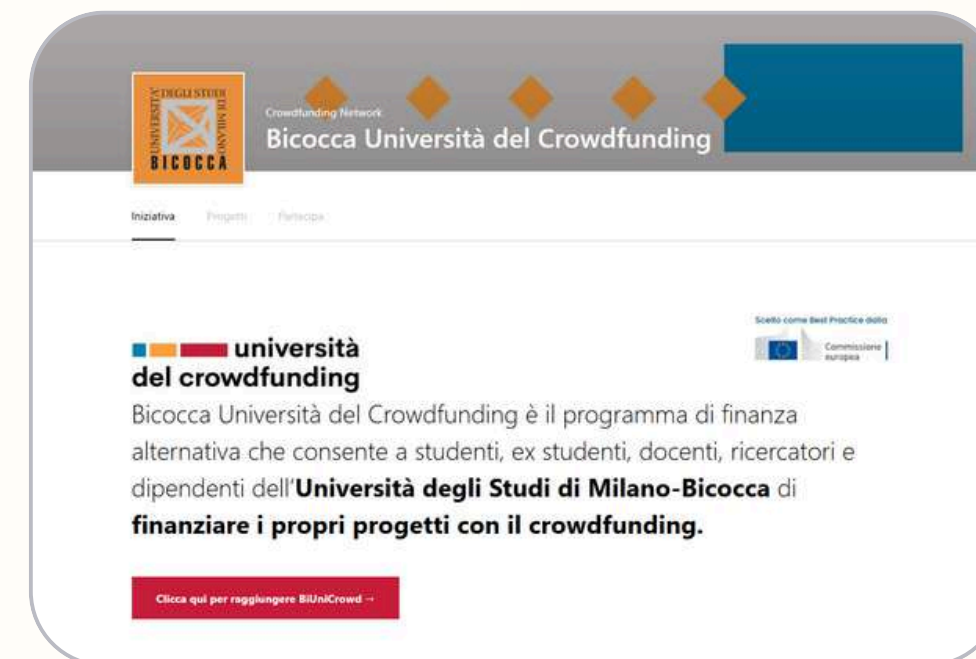 UNIVERSITA' DEGLI STUDI DI MILANO
BICOCCA
Crowdfunding Network
Bicocca Università del Crowdfunding
Iniziativa Progetti Partecipa
Scelto come Best Practice dalla
Commissione
europea
università
del crowdfunding
Bicocca Università del Crowdfunding è il programma di finanza
alternativa che consente a studenti, ex studenti, docenti, ricercatori e
dipendenti dell'Università degli Studi di Milano-Bicocca di
finanziare i propri progetti con il crowdfunding.
Clicca qui per raggiungere BiUniCrowd →